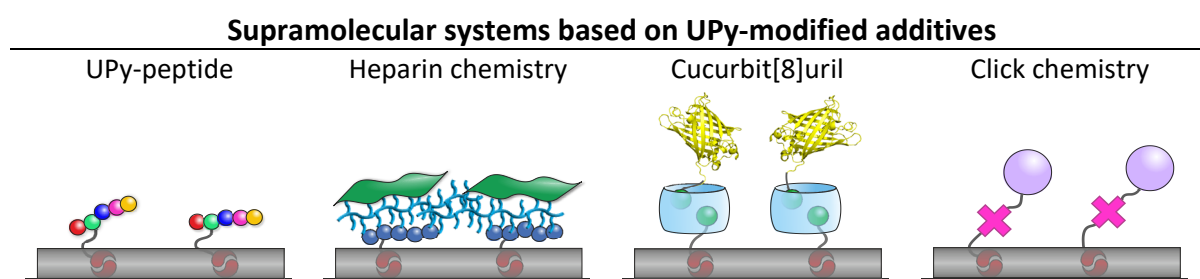 Supramolecular systems based on UPy-modified additives
UPy-peptide
Heparin chemistry
Cucurbit[8]uril
Click chemistry